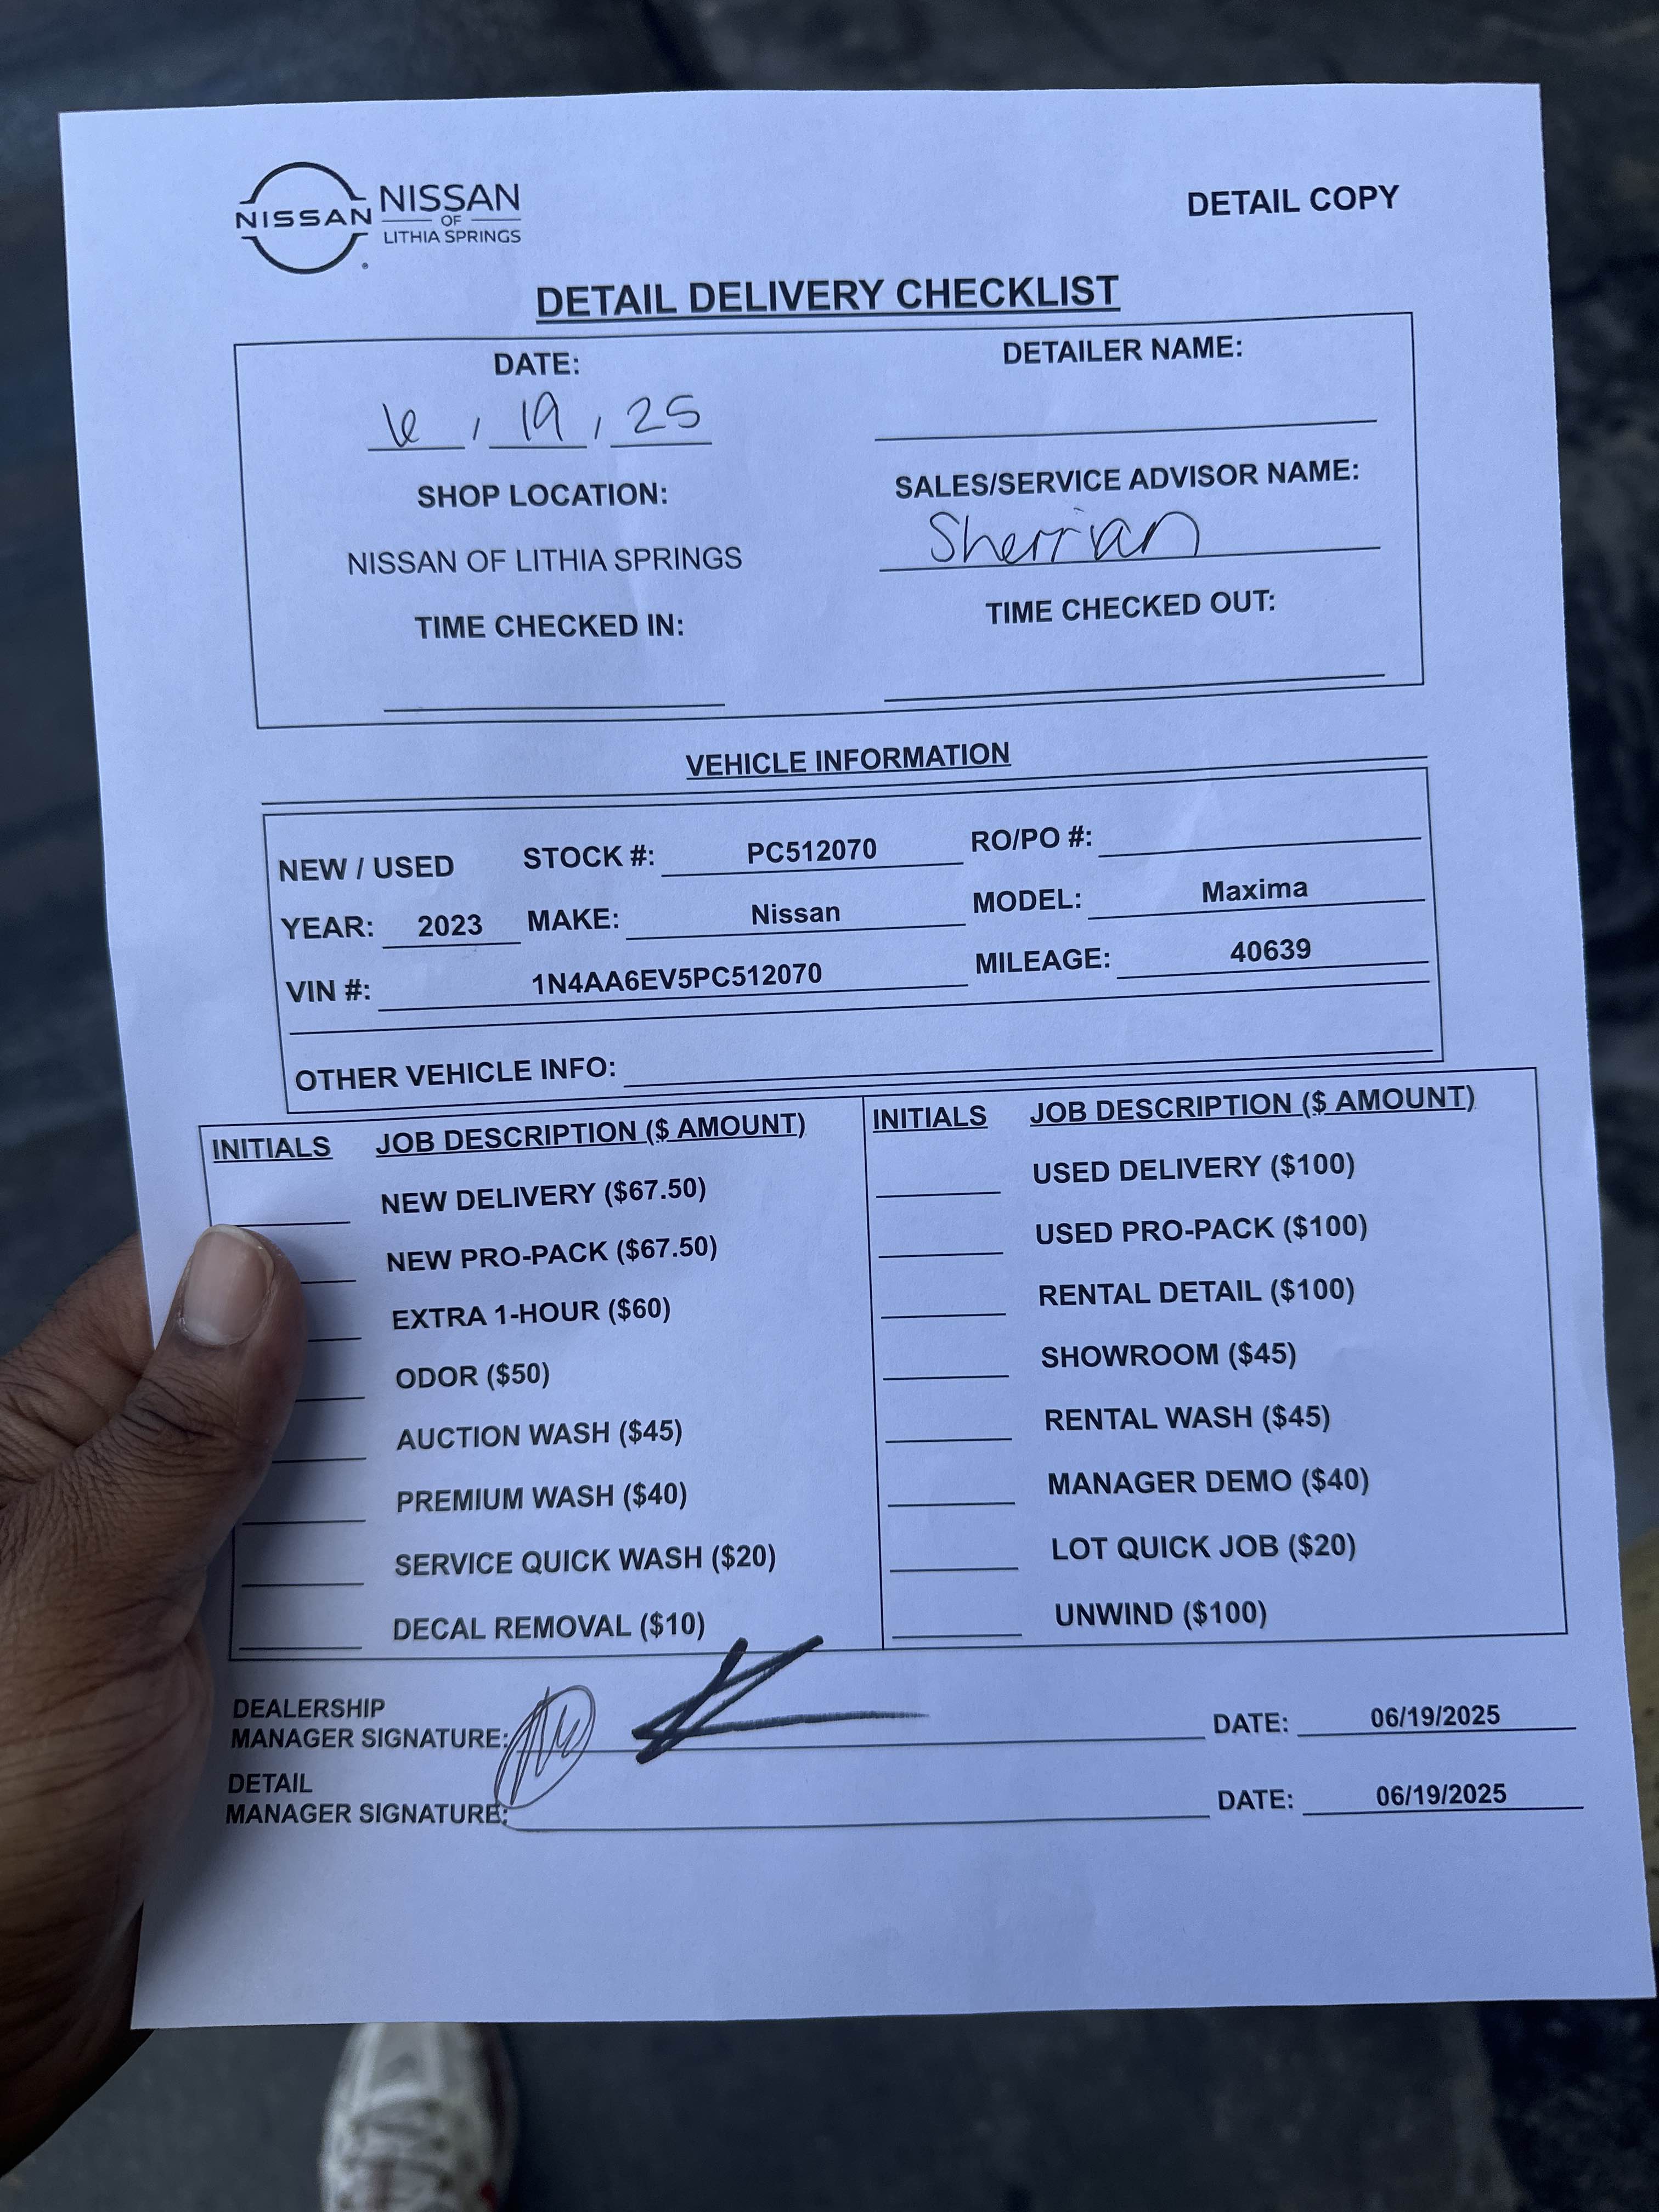 NISSAN
NISSAN
OF
LITHIA SPRINGS
DETAIL COPY
DETAIL DELIVERY CHECKLIST
DATE:
6 / 19 / 25
DETAILER NAME:
SHOP LOCATION:
NISSAN OF LITHIA SPRINGS
SALES/SERVICE ADVISOR NAME:
Sherrian
TIME CHECKED IN:
TIME CHECKED OUT:
VEHICLE INFORMATION
NEW / USED STOCK #: PC512070 RO/PO #:
YEAR: 2023 MAKE: Nissan MODEL: Maxima
VIN #: 1N4AA6EV5PC512070 MILEAGE: 40639
OTHER VEHICLE INFO:
INITIALS JOB DESCRIPTION ($ AMOUNT)
NEW DELIVERY ($67.50)
NEW PRO-PACK ($67.50)
EXTRA 1-HOUR ($60)
ODOR ($50)
AUCTION WASH ($45)
PREMIUM WASH ($40)
SERVICE QUICK WASH ($20)
DECAL REMOVAL ($10)
INITIALS JOB DESCRIPTION ($ AMOUNT)
USED DELIVERY ($100)
USED PRO-PACK ($100)
RENTAL DETAIL ($100)
SHOWROOM ($45)
RENTAL WASH ($45)
MANAGER DEMO ($40)
LOT QUICK JOB ($20)
UNWIND ($100)
DEALERSHIP
MANAGER SIGNATURE: DATE: 06/19/2025
DETAIL
MANAGER SIGNATURE: DATE: 06/19/2025